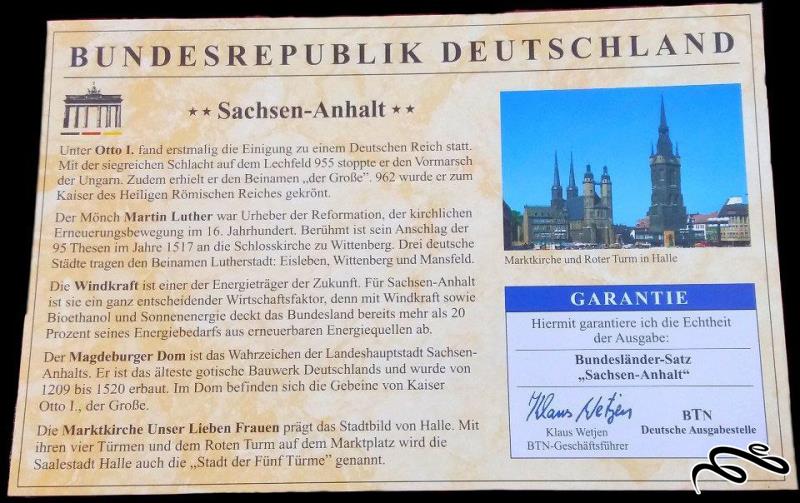 BUNDESREPUBLIK DEUTSCHLAND
★★ Sachsen-Anhalt ★★
Unter Otto I. fand erstmalig die Einigung zu einem Deutschen Reich statt.
Mit der siegreichen Schlacht auf dem Lechfeld 955 stoppte er den Vormarsch
der Ungarn. Zudem erhielt er den Beinamen „der Große”. 962 wurde er zum
Kaiser des Heiligen Römischen Reiches gekrönt.
Der Mönch Martin Luther war Urheber der Reformation, der kirchlichen
Erneuerungsbewegung im 16. Jahrhundert. Berühmt ist sein Anschlag der
95 Thesen im Jahre 1517 an die Schlosskirche zu Wittenberg. Drei deutsche
Städte tragen den Beinamen Lutherstadt: Eisleben, Wittenberg und Mansfeld.
Die Windkraft ist einer der Energieträger der Zukunft. Für Sachsen-Anhalt
ist sie ein ganz entscheidender Wirtschaftsfaktor, denn mit Windkraft sowie
Bioethanol und Sonnenenergie deckt das Bundesland bereits mehr als 20
Prozent seines Energiebedarfs aus erneuerbaren Energiequellen ab.
Der Magdeburger Dom ist das Wahrzeichen der Landeshauptstadt Sachsen-
Anhalts. Er ist das älteste gotische Bauwerk Deutschlands und wurde von
1209 bis 1520 erbaut. Im Dom befinden sich die Gebeine von Kaiser
Otto I., der Große.
Die Marktkirche Unser Lieben Frauen prägt das Stadtbild von Halle. Mit
ihren vier Türmen und dem Roten Turm auf dem Marktplatz wird die
Saalestadt Halle auch die „Stadt der Fünf Türme” genannt.
Marktkirche und Roter Turm in Halle
GARANTIE
Hiermit garantiere ich die Echtheit
der Ausgabe:
Bundesländer-Satz
„Sachsen-Anhalt“
Klaus Wetjen
Klaus Wetjen
BTN-Geschäftsführer
BTN
Deutsche Ausgabestelle